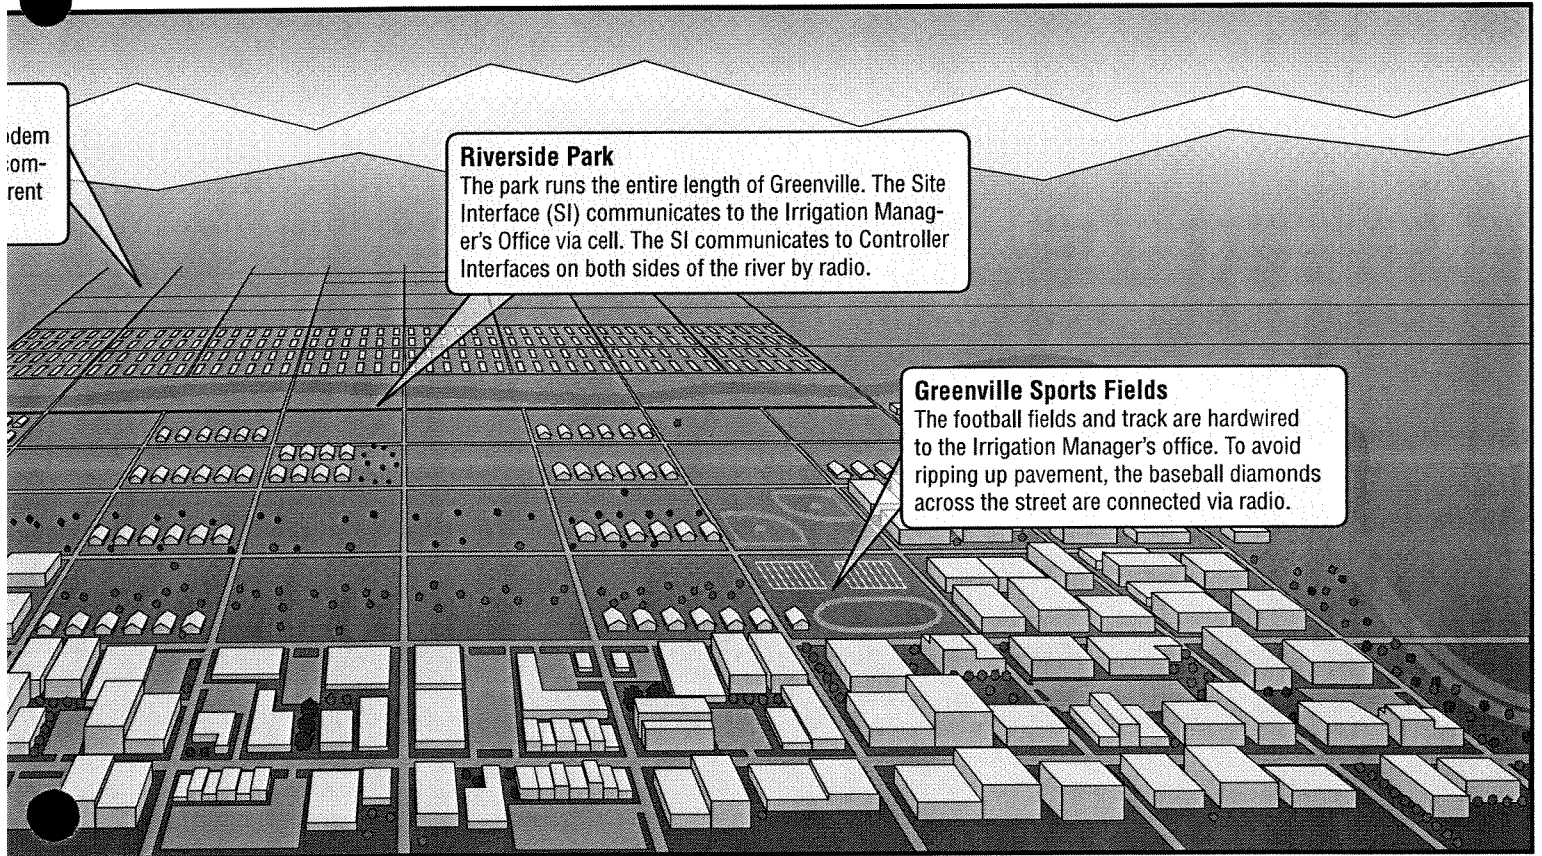 com-
rent
Riverside Park
The park runs the entire length of Greenville. The Site
Interface (SI) communicates to the Irrigation Manag-
er's Office via cell. The SI communicates to Controller
Interfaces on both sides of the river by radio.
Greenville Sports Fields
The football fields and track are hardwired
to the Irrigation Manager's office. To avoid
ripping up pavement, the baseball diamonds
across the street are connected via radio.